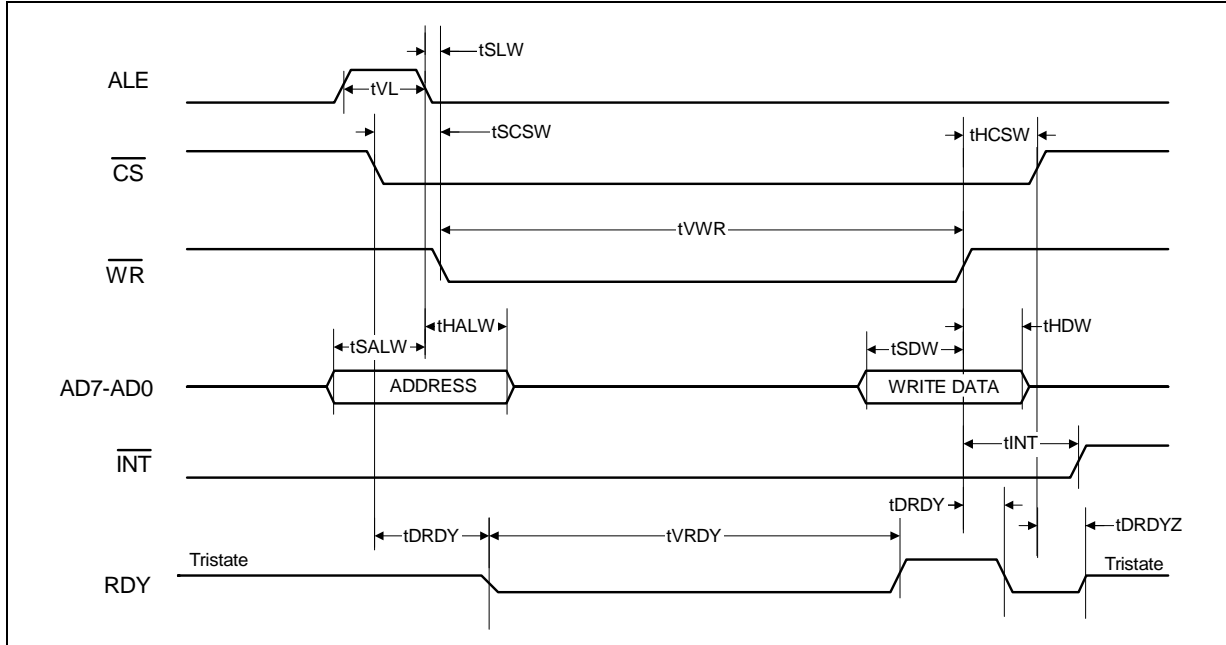 tSLW
ALE
tVL
tSCSW
tHCSW
CS
tVWR
WR
tHALW
tHDW
tSALW
tSDW
AD7-AD0
ADDRESS
WRITE DATA
tINT
INT
tDRDY
tDRDY
tVRDY
tDRDYZ
Tristate
Tristate
RDY